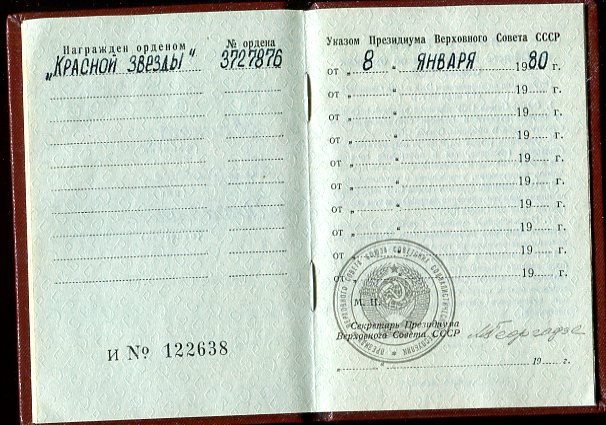 Награжден орденом
№ ордена
„КРАСНОЙ ЗВЕЗДЫ“
3727876
И № 122638
Указом Президиума Верховного Совета СССР
от „ 8 “ ЯНВАРЯ 1980 г.
от „ “ 19 г.
от „ “ 19 г.
от „ “ 19 г.
от „ “ 19 г.
от „ “ 19 г.
от „ “ 19 г.
от „ “ 19 г.
от „ “ 19 г.
от „ “ 19 г.
М. П.
Секретарь Президиума
Верховного Совета СССР
М Георгадзе
„ “ 19 г.